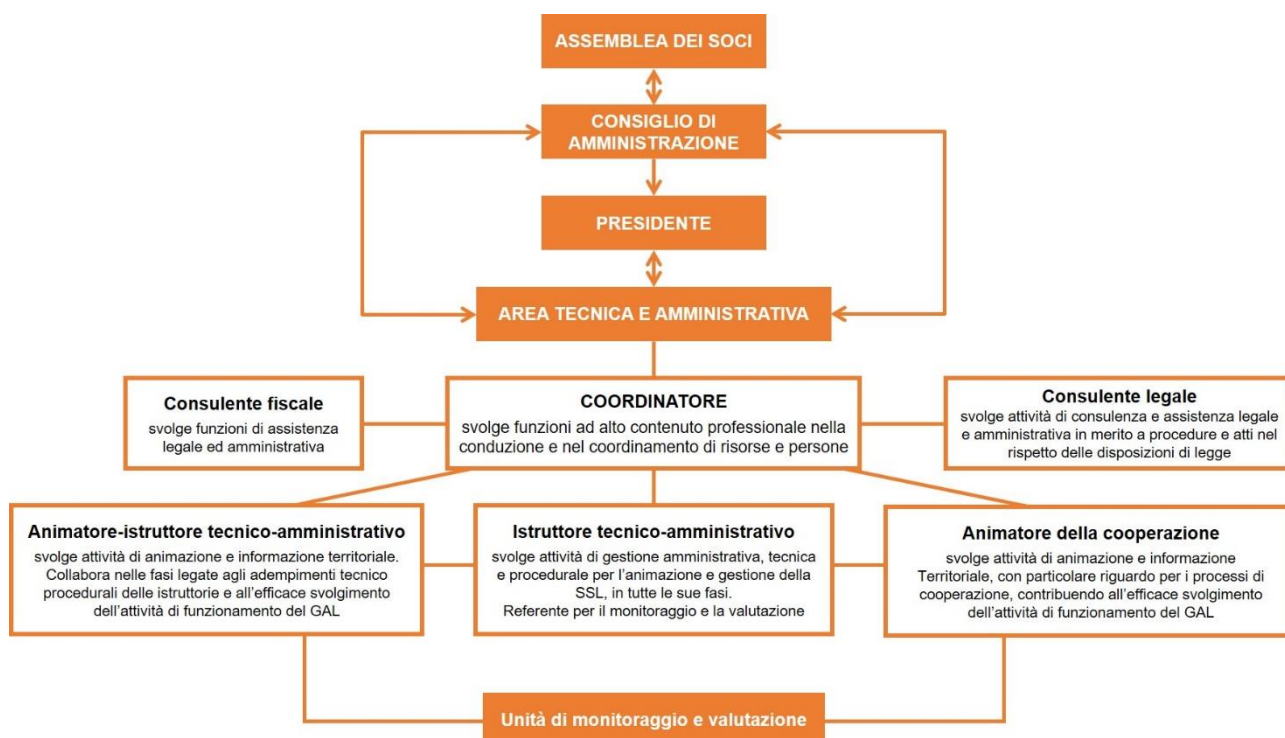 ASSEMBLEA DEI SOCI
CONSIGLIO DI
AMMINISTRAZIONE
PRESIDENTE
AREA TECNICA E AMMINISTRATIVA
Consulente fiscale
svolge funzioni di assistenza
legale ed amministrativa
COORDINATORE
svolge funzioni ad alto contenuto professionale nella
conduzione e nel coordinamento di risorse e persone
Consulente legale
svolge attività di consulenza e assistenza legale
e amministrativa in merito a procedure e atti nel
rispetto delle disposizioni di legge
Animatore-istruttore tecnico-amministrativo
svolge attività di animazione e informazione territoriale.
Collabora nelle fasi legate agli adempimenti tecnico
procedurali delle istruttorie e all'efficace svolgimento
dell'attività di funzionamento del GAL
Istruttore tecnico-amministrativo
svolge attività di gestione amministrativa, tecnica
e procedurale per l'animazione e gestione della
SSL, in tutte le sue fasi.
Referente per il monitoraggio e la valutazione
Animatore della cooperazione
svolge attività di animazione e informazione
Territoriale, con particolare riguardo per i processi di
cooperazione, contribuendo all'efficace svolgimento
dell'attività di funzionamento del GAL
Unità di monitoraggio e valutazione